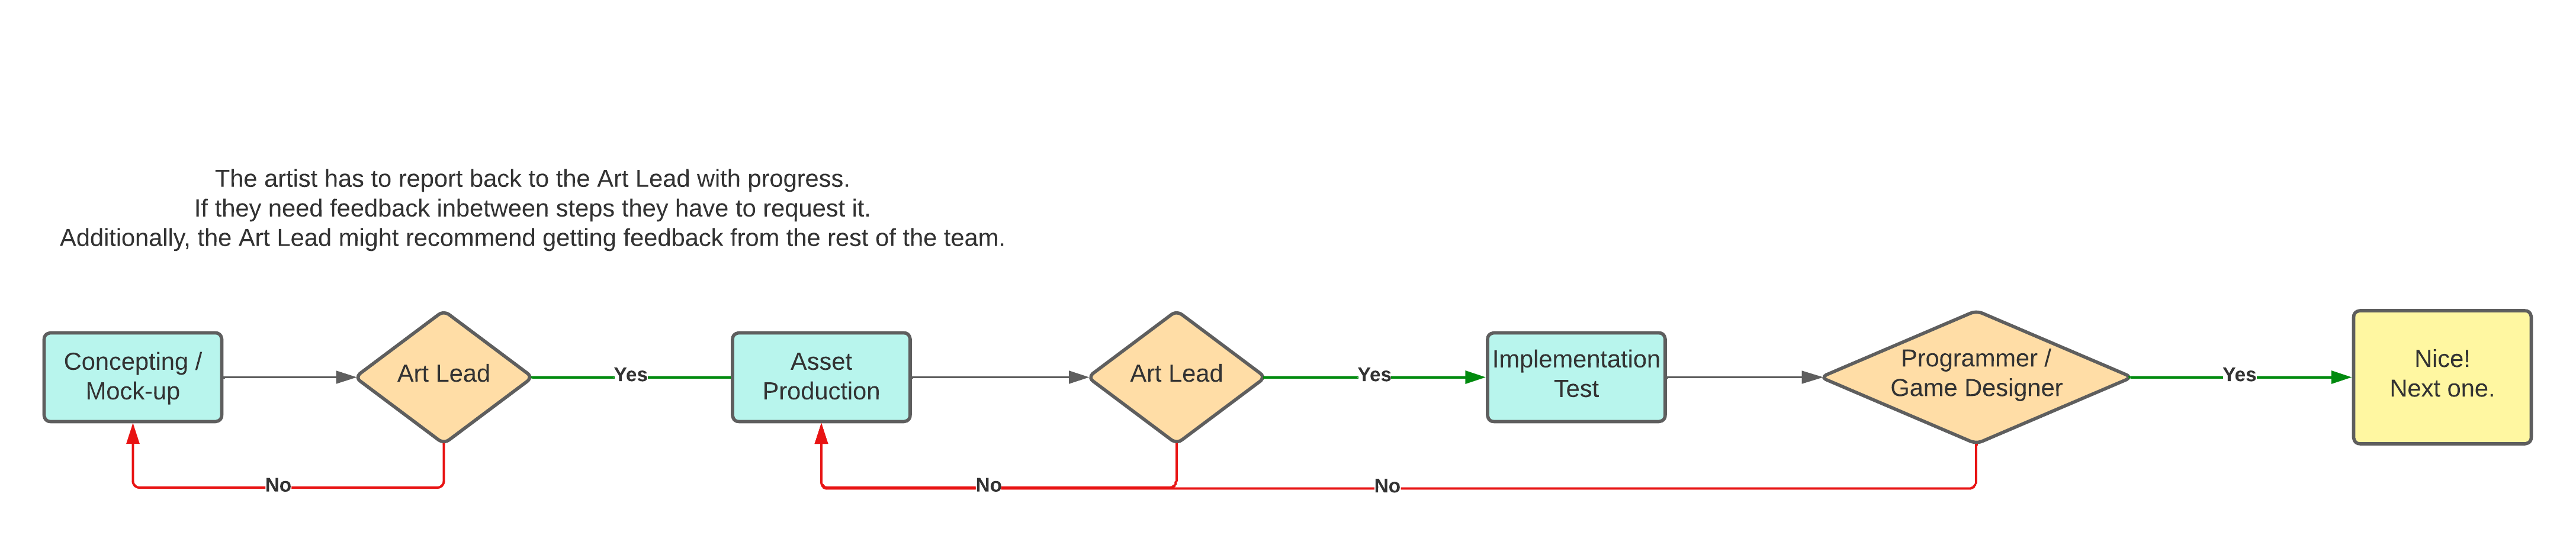 The artist has to report back to the Art Lead with progress.
If they need feedback inbetween steps they have to request it.
Additionally, the Art Lead might recommend getting feedback from the rest of the team.
Concepting /
Mock-up
Art Lead
Yes
Asset
Production
Art Lead
Yes
Implementation
Test
Programmer /
Game Designer
Yes
Nice!
Next one.
No
No
No